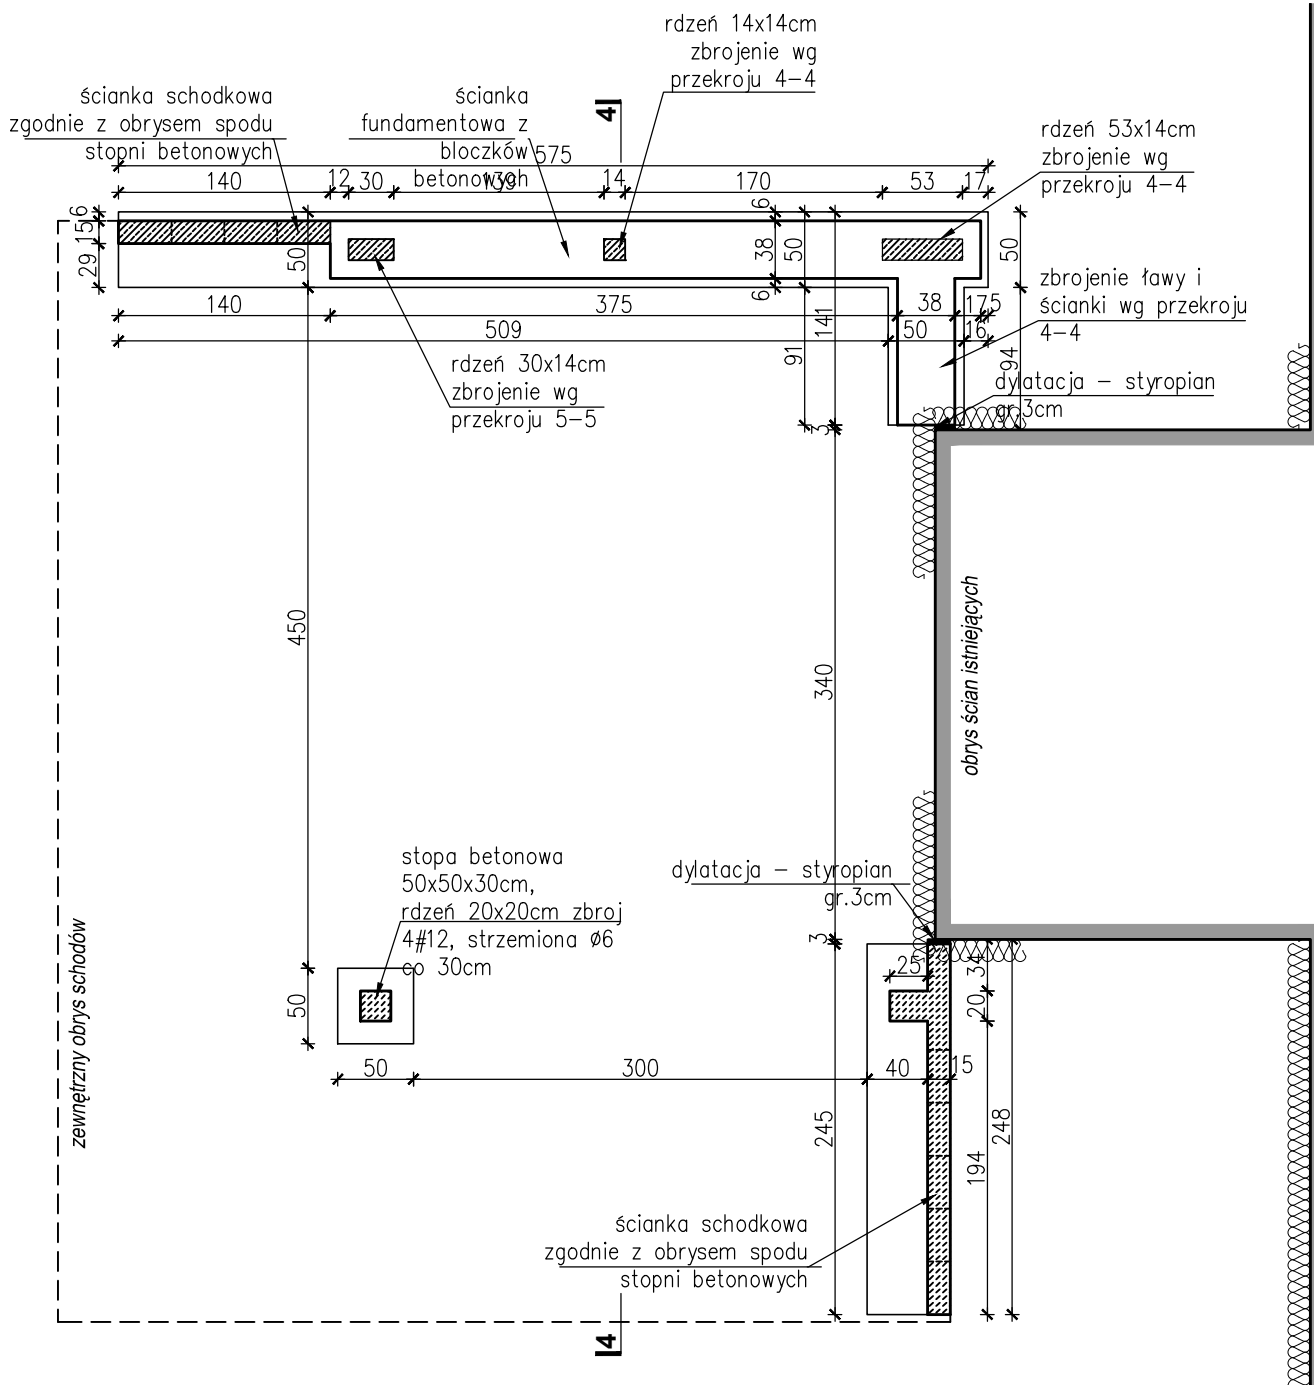 rdzeń 14x14cm
zbrojenie wg
przekroju 4-4
ścianka schodkowa
zgodnie z obrysem spodu
stopni betonowych
ścianka
fundamentowa z
bloczków
betonowych
4
rdzeń 53x14cm
zbrojenie wg
przekroju 4-4
575
140
12
30
139
14
170
53
17
6
15
29
50
6
38
6
50
50
zbrojenie ławy i
ścianki wg przekroju
4-4
140
375
38
175
509
50
16
91
141
94
rdzeń 30x14cm
zbrojenie wg
przekroju 5-5
dylatacja - styropian
gr.3cm
3
450
340
obrys ścian istniejących
stopa betonowa
50x50x30cm,
rdzeń 20x20cm zbroj
4#12, strzemiona ø6
co 30cm
dylatacja - styropian
gr.3cm
3
25
34
20
50
50
300
40
15
245
194
248
zewnętrzny obrys schodów
ścianka schodkowa
zgodnie z obrysem spodu
stopni betonowych
4